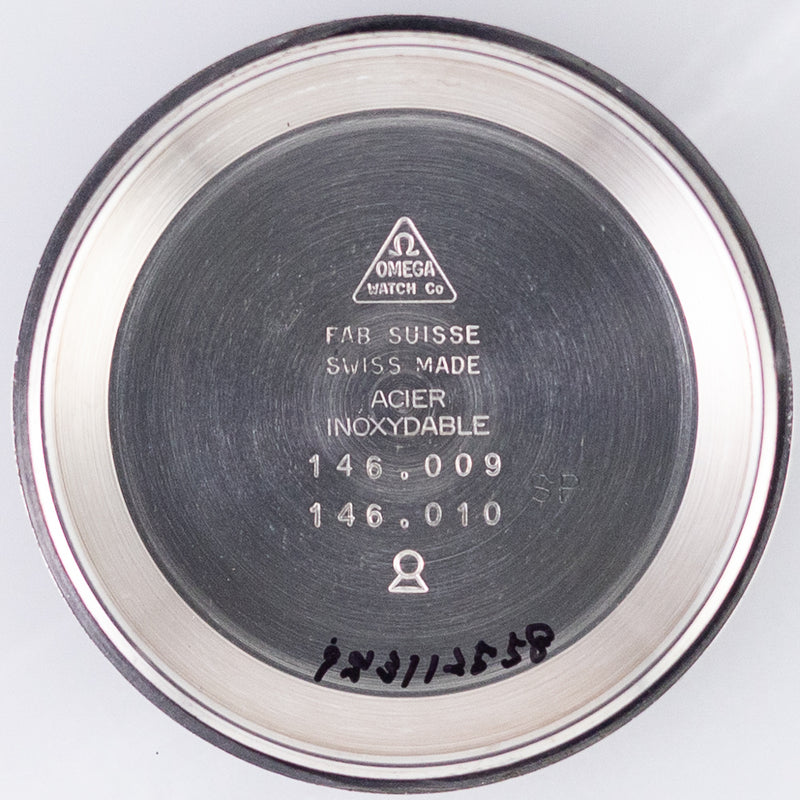 Ω
OMEGA
WATCH Co
FAB SUISSE
SWISS MADE
ACIER
INOXYDABLE
146.009
SP
146.010